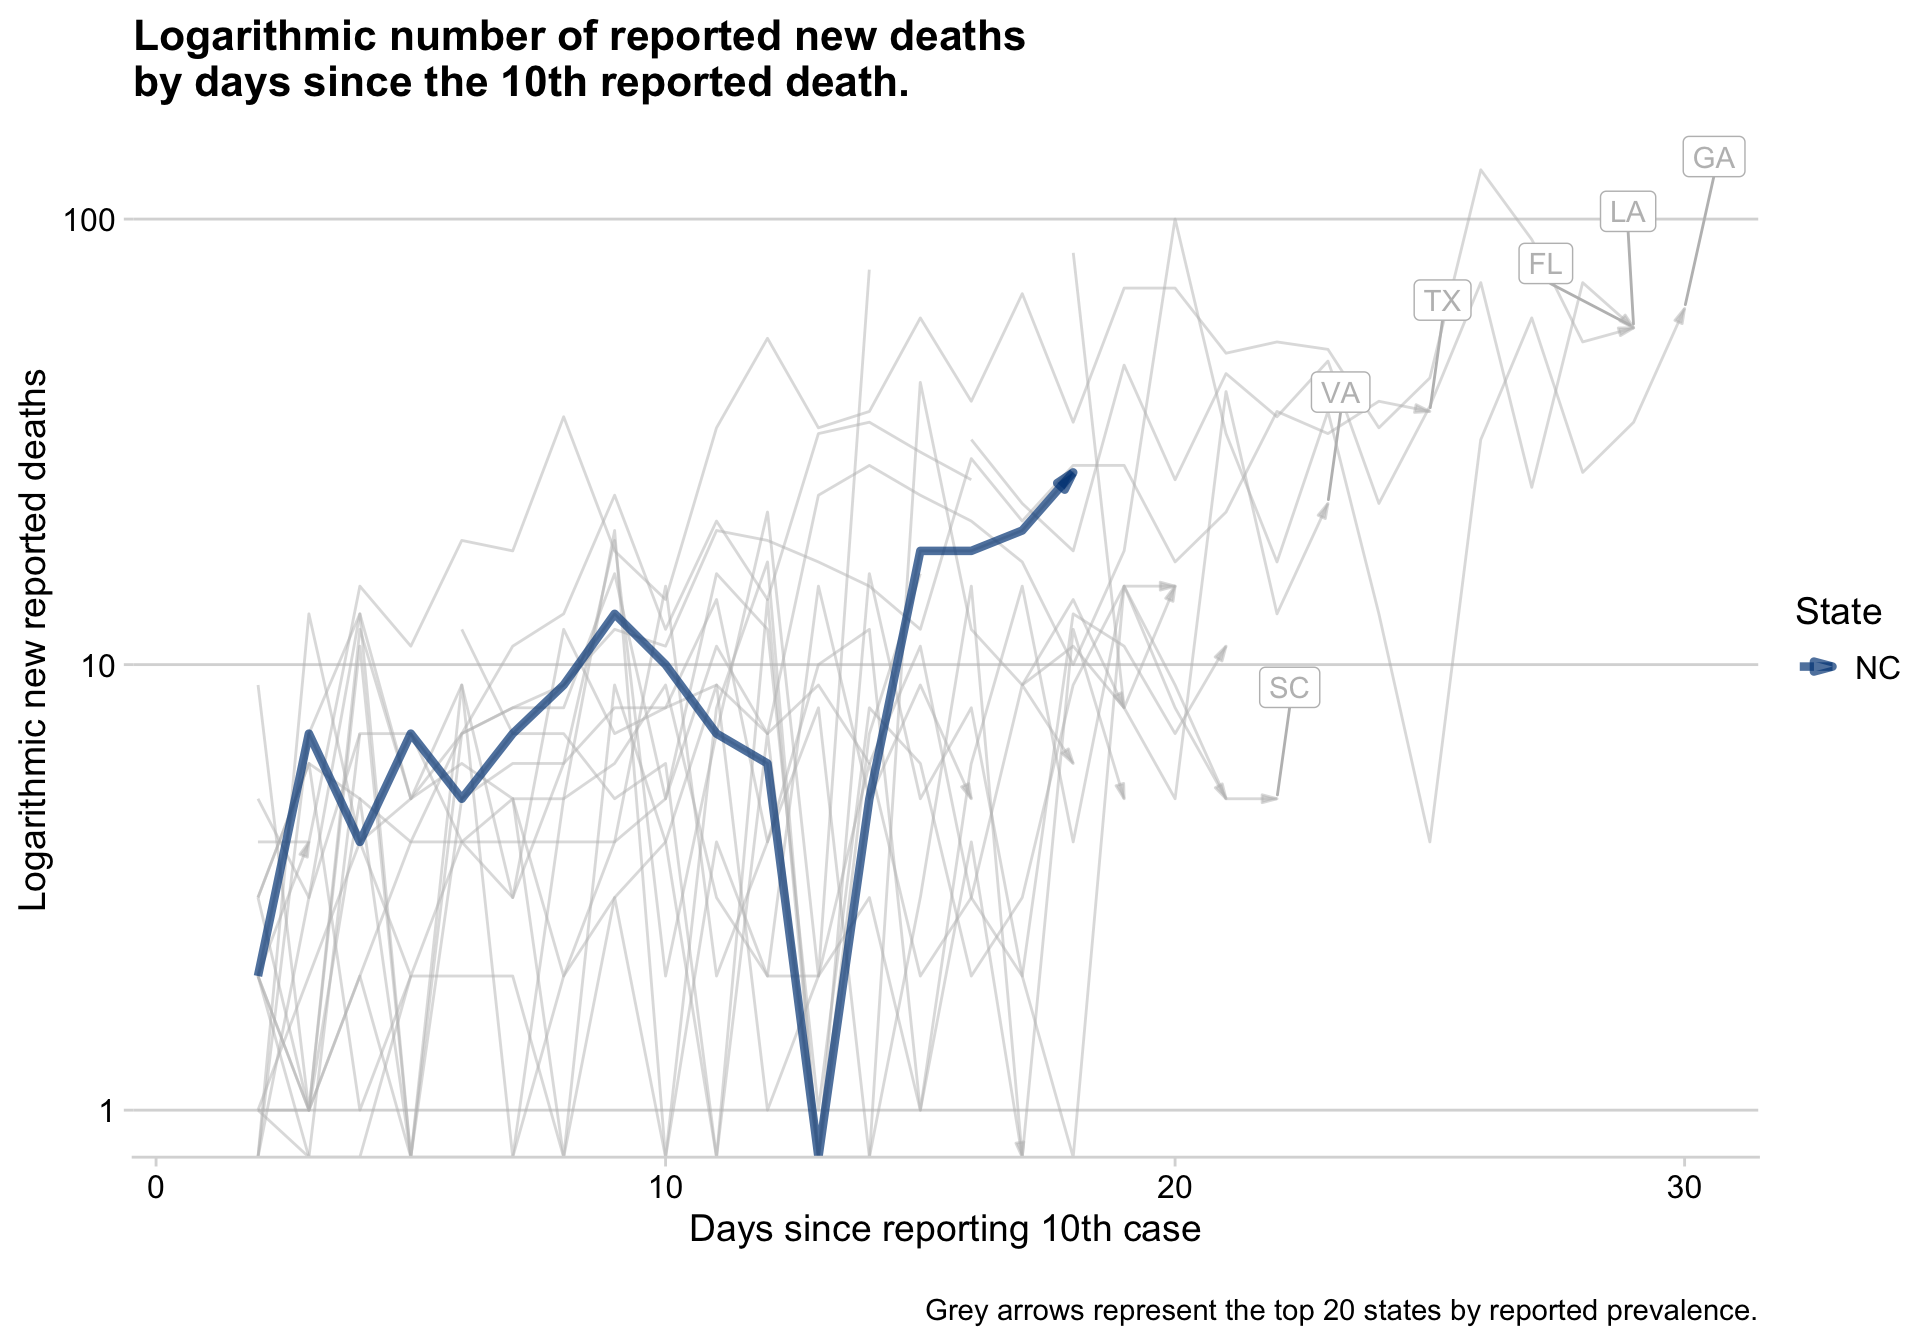 Logarithmic number of reported new deaths
by days since the 10th reported death.
GA
LA
100
FL
TX
VA
Logarithmic new reported deaths
State
10
SC
NC
1
0 10 20 30
Days since reporting 10th case
Grey arrows represent the top 20 states by reported prevalence.